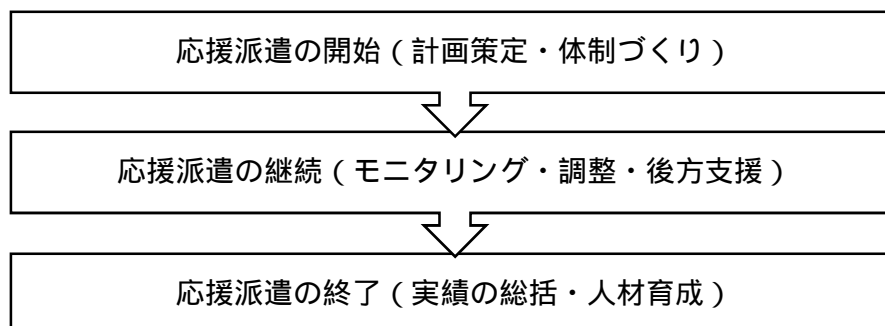 応援派遣の開始（計画策定・体制づくり）
応援派遣の継続（モニタリング・調整・後方支援）
応援派遣の終了（実績の総括・人材育成）